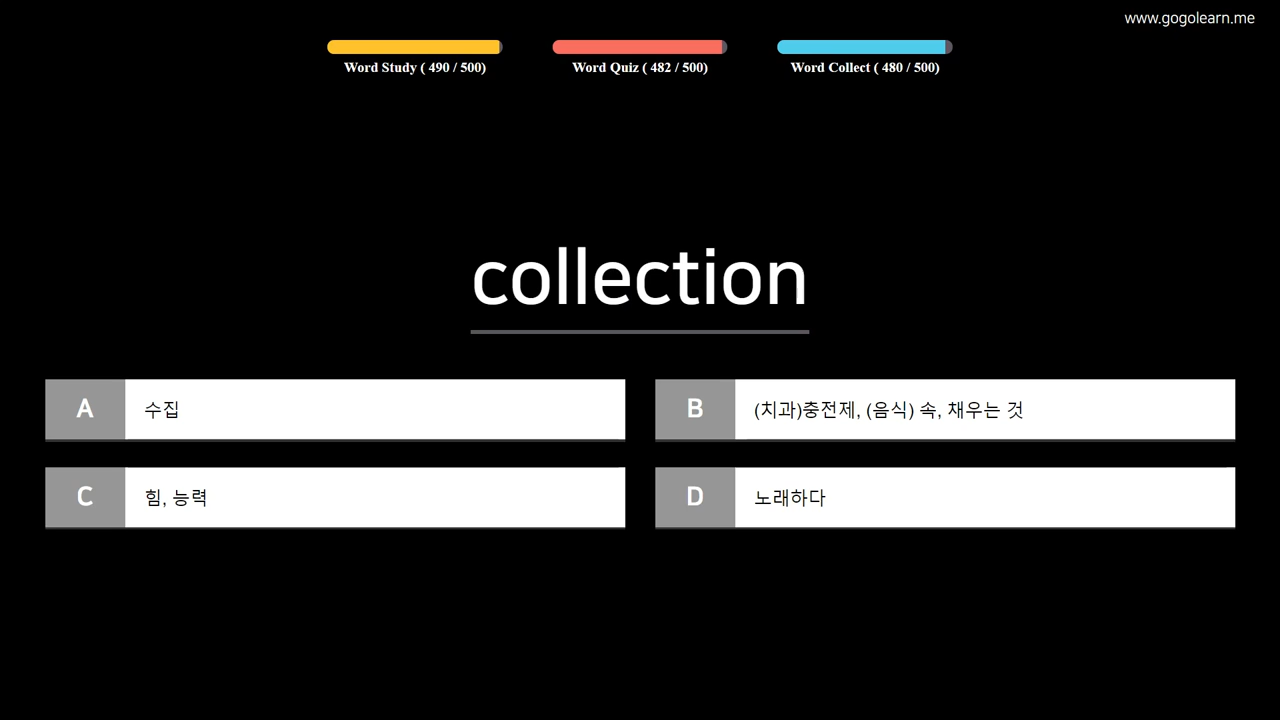 www.gogolearn.me
Word Study ( 490 / 500)
Word Quiz ( 482 / 500)
Word Collect ( 480 / 500)
collection
A 수집
B (치과)충전제, (음식) 속, 채우는 것
C 힘, 능력
D 노래하다